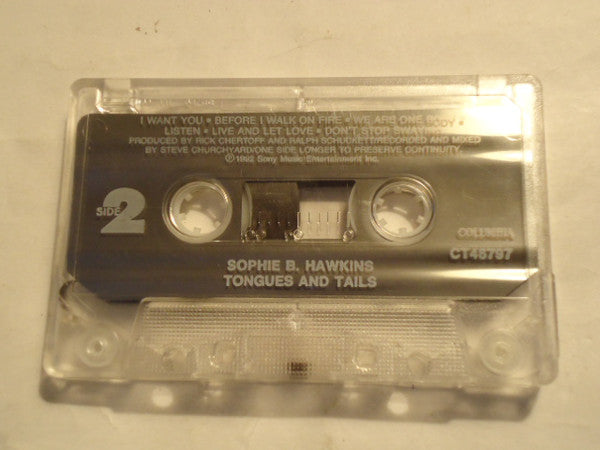 I WANT YOU • BEFORE I WALK ON FIRE • WE ARE ONE BODY •
LISTEN • LIVE AND LET LOVE • DON'T STOP SWAYING
PRODUCED BY RICK CHERTOFF AND RALPH SCHUCKETT/RECORDED AND MIXED
BY STEVE CHURCHYARD/ONE SIDE LONGER TO PRESERVE CONTINUITY
℗1992 Sony Music Entertainment Inc.
SIDE 2
COLUMBIA
CT46797
SOPHIE B. HAWKINS
TONGUES AND TAILS